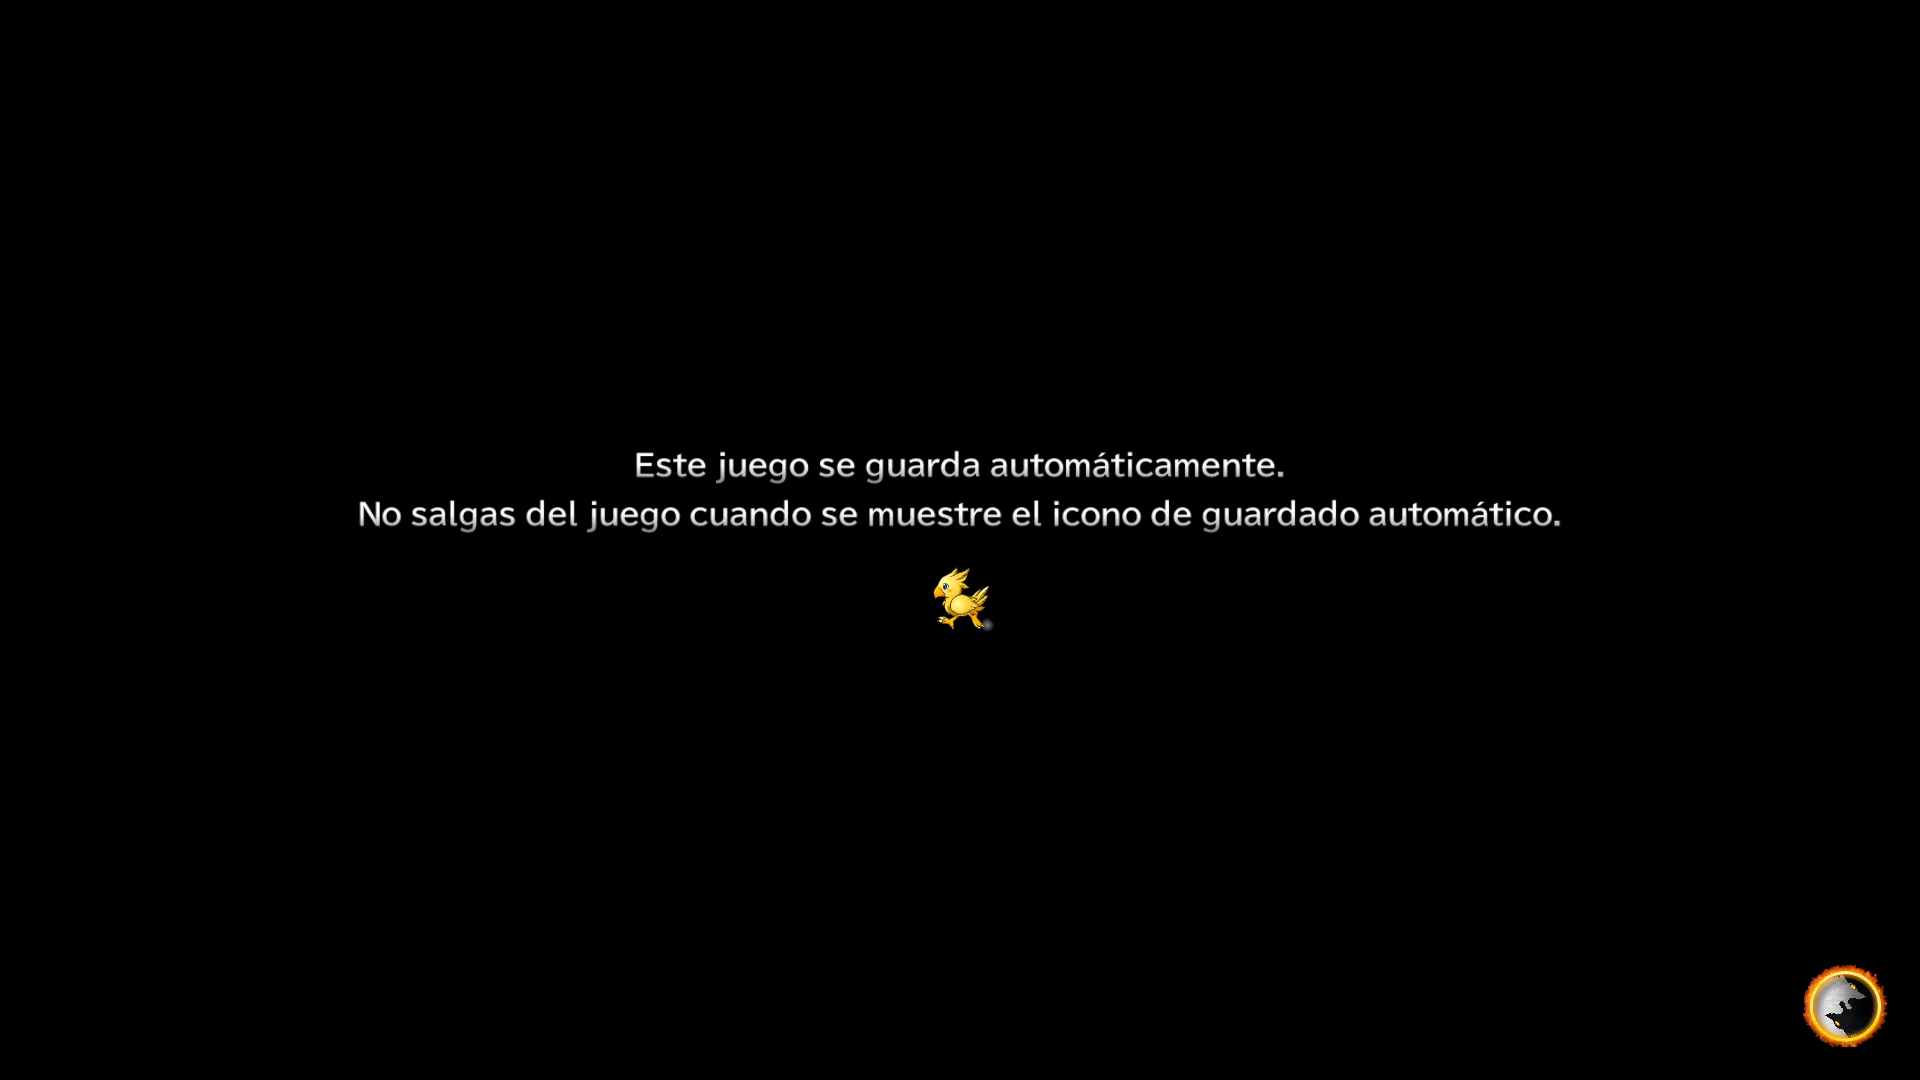 Este juego se guarda automáticamente.
No salgas del juego cuando se muestre el icono de guardado automático.